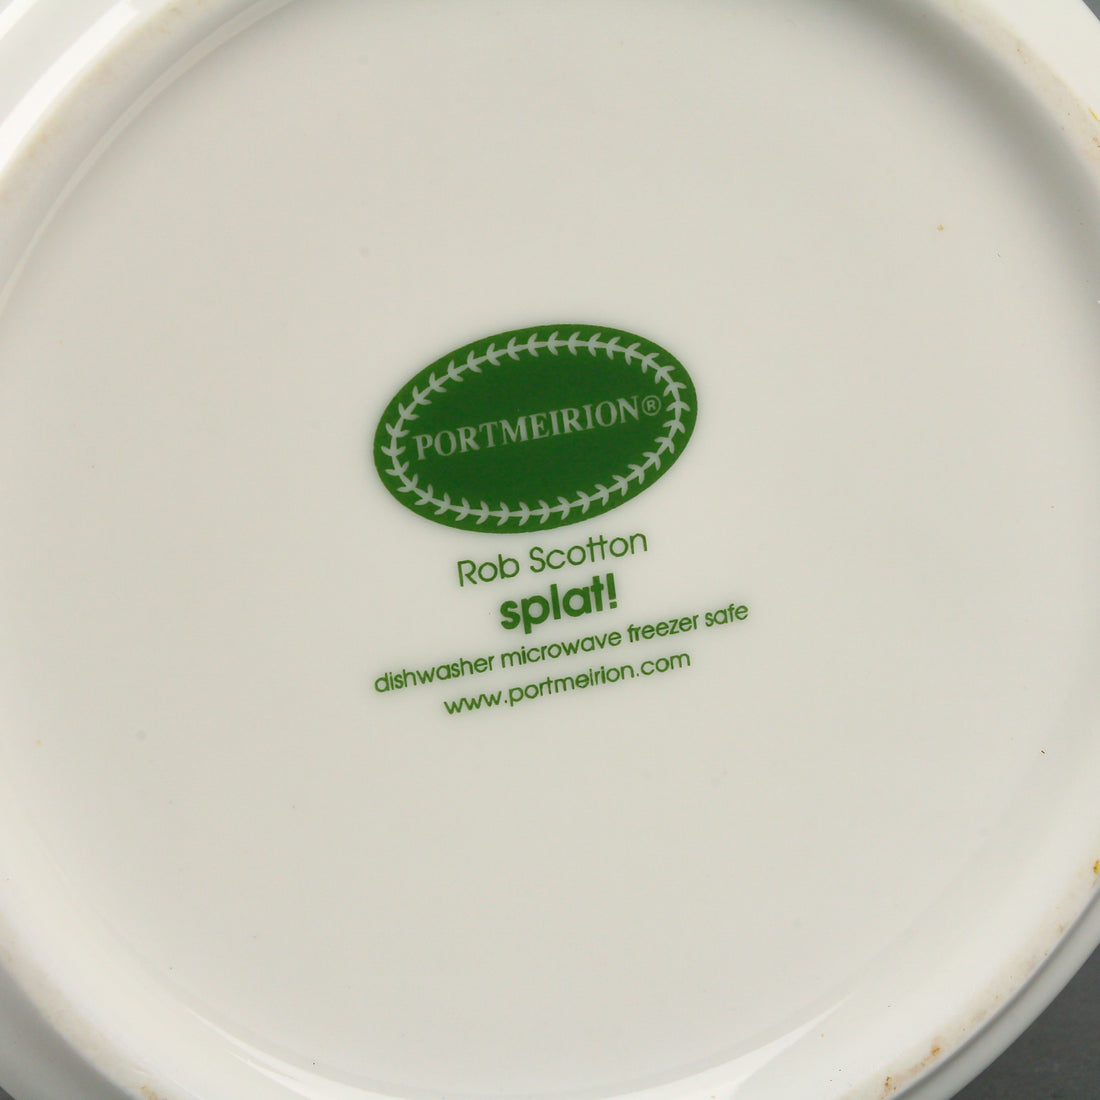 PORTMEIRION®
Rob Scotton
splat!
dishwasher microwave freezer safe
www.portmeirion.com